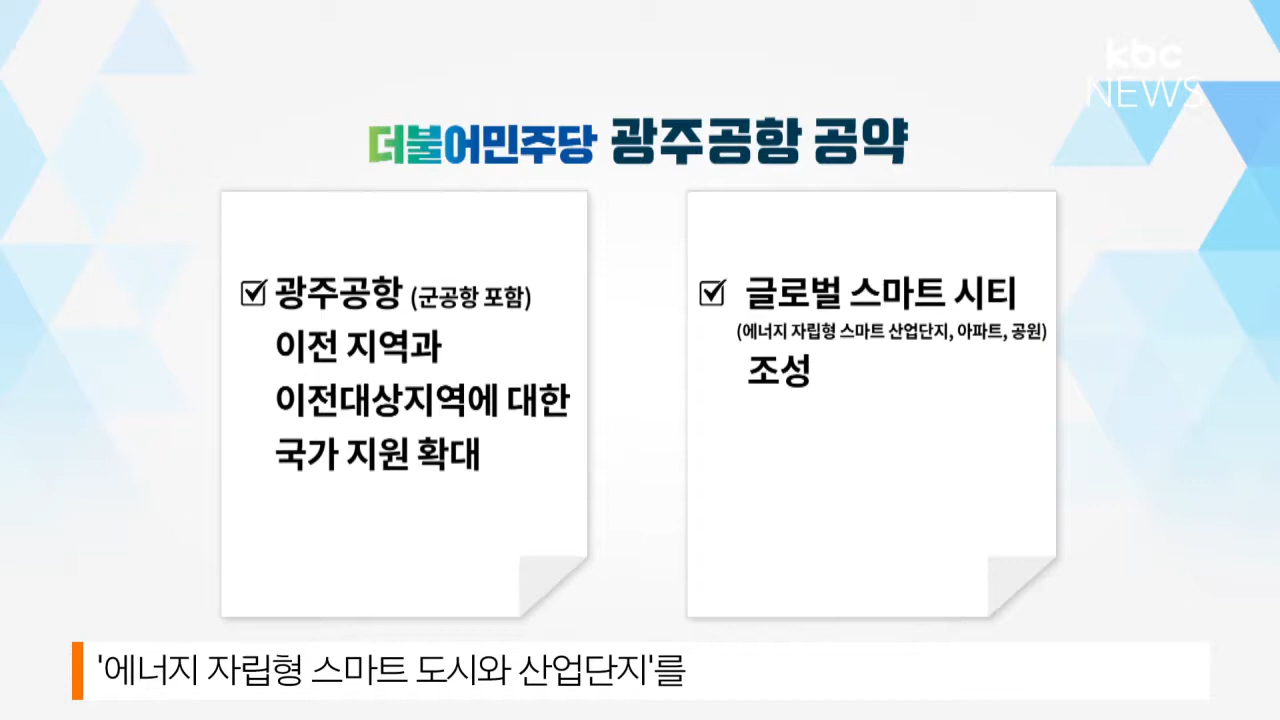 kbc
NEWS
더불어민주당 광주공항 공약
광주공항 (군공항 포함)
이전 지역과
이전대상지역에 대한
국가 지원 확대
글로벌 스마트 시티
(에너지 자립형 스마트 산업단지, 아파트, 공원)
조성
'에너지 자립형 스마트 도시와 산업단지'를